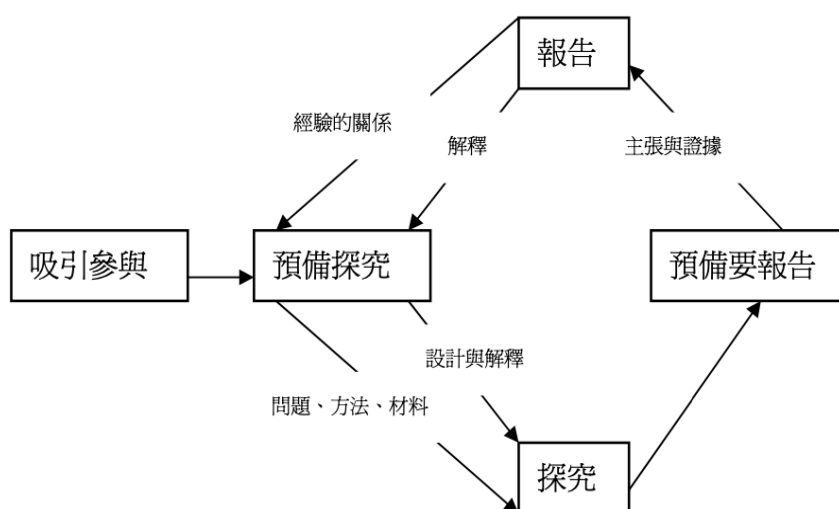 報告
經驗的關係
解釋
主張與證據
吸引參與
預備探究
預備要報告
設計與解釋
問題、方法、材料
探究